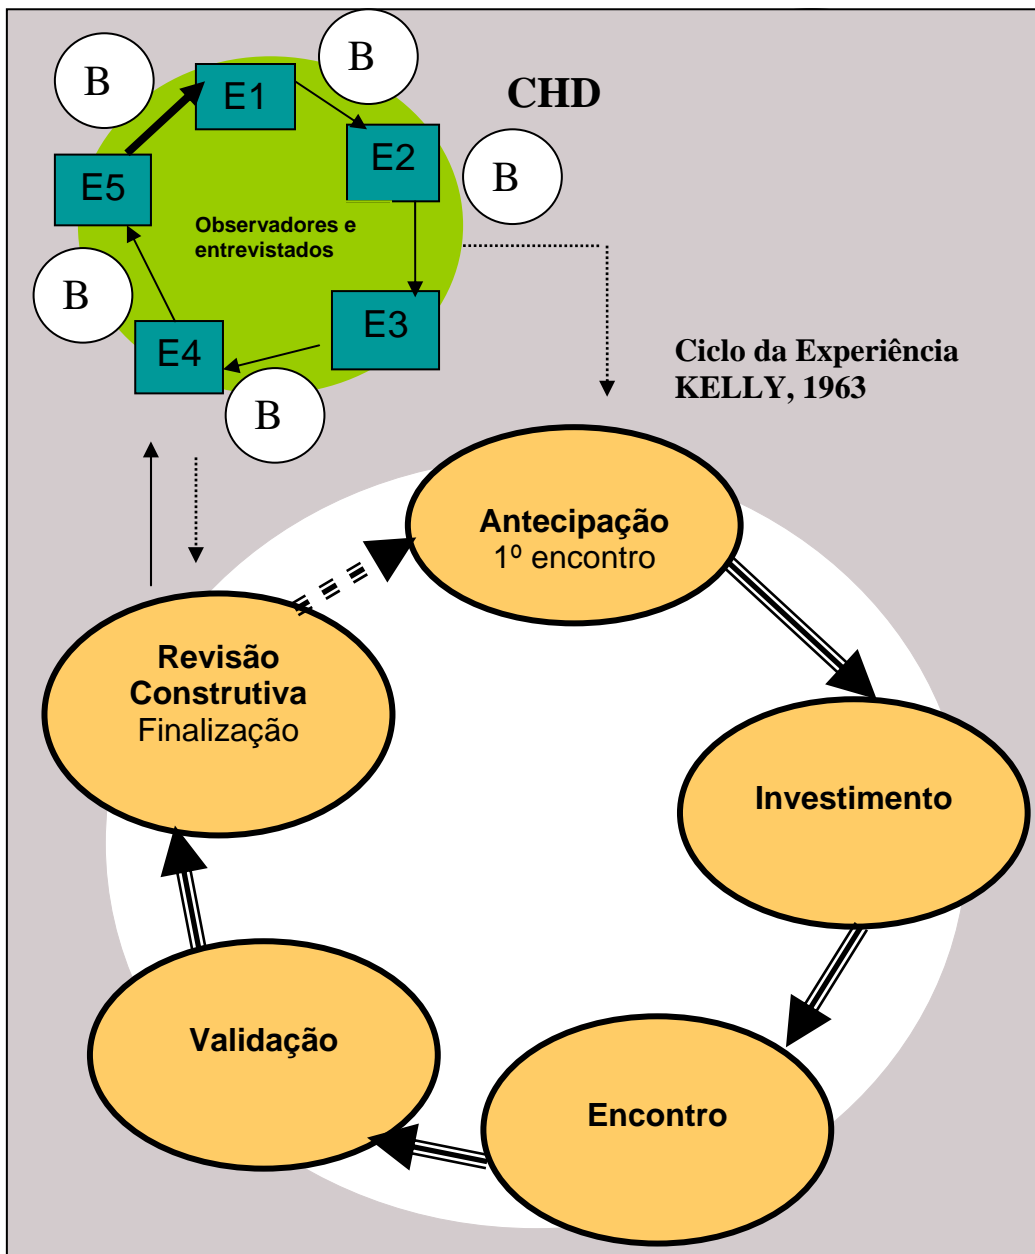 B
B
E1
CHD
E2
B
E5
Observadores e
entrevistados
B
E3
E4
Ciclo da Experiência
KELLY, 1963
B
Antecipação
1º encontro
Revisão
Construtiva
Finalização
Investimento
Validação
Encontro